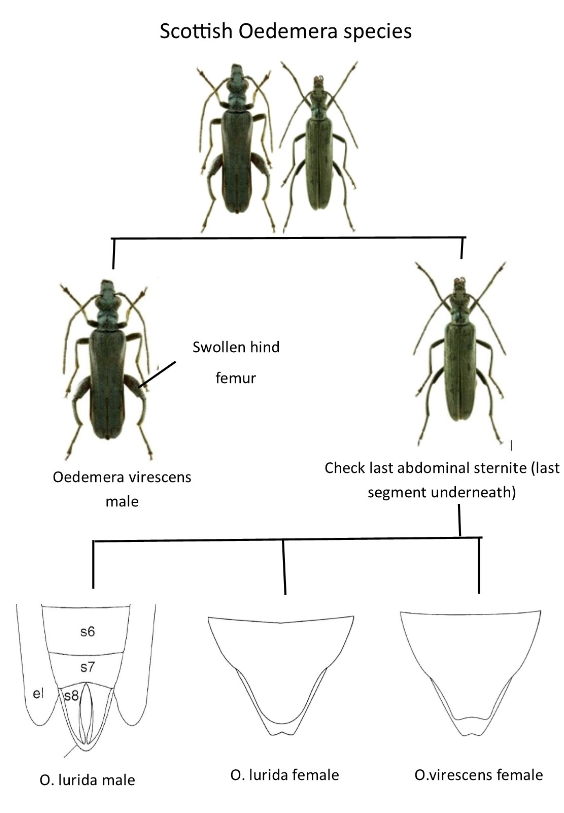 Scottish Oedemera species
Swollen hind
femur
Oedemera virescens
male
Check last abdominal sternite (last
segment underneath)
s6
s7
el
s8
O. lurida male
O. lurida female
O.virescens female